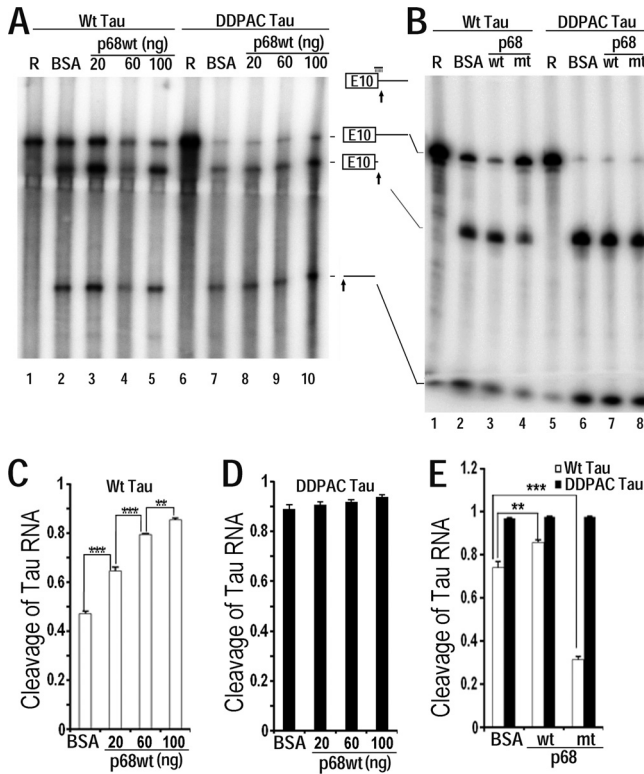 A
Wt Tau DDPAC Tau
p68wt (ng) p68wt (ng)
R BSA 20 60 100 R BSA 20 60 100
1 2 3 4 5 6 7 8 9 10
E10
E10
E10
B
Wt Tau DDPAC Tau
p68 p68
R BSA wt mt R BSA wt mt
1 2 3 4 5 6 7 8
C
Wt Tau
Cleavage of Tau RNA
1
0.8
0.6
0.4
0.2
0
*** *** **
BSA 20 60 100
p68wt (ng)
D
DDPAC Tau
Cleavage of Tau RNA
1
0.8
0.6
0.4
0.2
0
BSA 20 60 100
p68wt (ng)
E
Wt Tau
DDPAC Tau
Cleavage of Tau RNA
1.2
1
0.8
0.6
0.4
0.2
0
***
**
BSA wt mt
p68